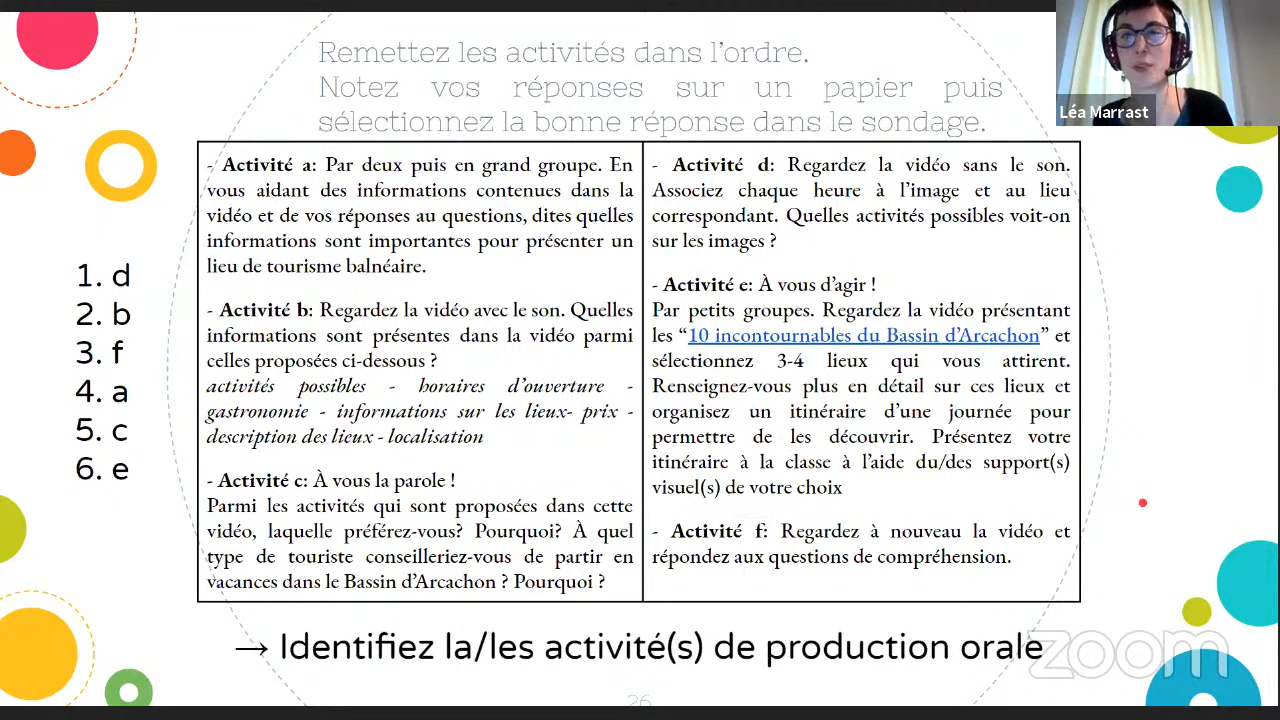 Remettez les activités dans l'ordre.
Notez vos réponses sur un papier puis
sélectionnez la bonne réponse dans le sondage.
Léa Marrast
1. d
2. b
3. f
4. a
5. c
6. e
- Activité a: Par deux puis en grand groupe. En
vous aidant des informations contenues dans la
vidéo et de vos réponses au questions, dites quelles
informations sont importantes pour présenter un
lieu de tourisme balnéaire.
- Activité b: Regardez la vidéo avec le son. Quelles
informations sont présentes dans la vidéo parmi
celles proposées ci-dessous ?
activités possibles - horaires d'ouverture -
gastronomie - informations sur les lieux- prix -
description des lieux - localisation
- Activité c: À vous la parole !
Parmi les activités qui sont proposées dans cette
vidéo, laquelle préférez-vous? Pourquoi? À quel
type de touriste conseilleriez-vous de partir en
vacances dans le Bassin d'Arcachon ? Pourquoi ?
- Activité d: Regardez la vidéo sans le son.
Associez chaque heure à l'image et au lieu
correspondant. Quelles activités possibles voit-on
sur les images ?
- Activité e: À vous d'agir !
Par petits groupes. Regardez la vidéo présentant
les “10 incontournables du Bassin d'Arcachon” et
sélectionnez 3-4 lieux qui vous attirent.
Renseignez-vous plus en détail sur ces lieux et
organisez un itinéraire d'une journée pour
permettre de les découvrir. Présentez votre
itinéraire à la classe à l'aide du/des support(s)
visuel(s) de votre choix
- Activité f: Regardez à nouveau la vidéo et
répondez aux questions de compréhension.
→ Identifiez la/les activité(s) de production orale
zoom
26